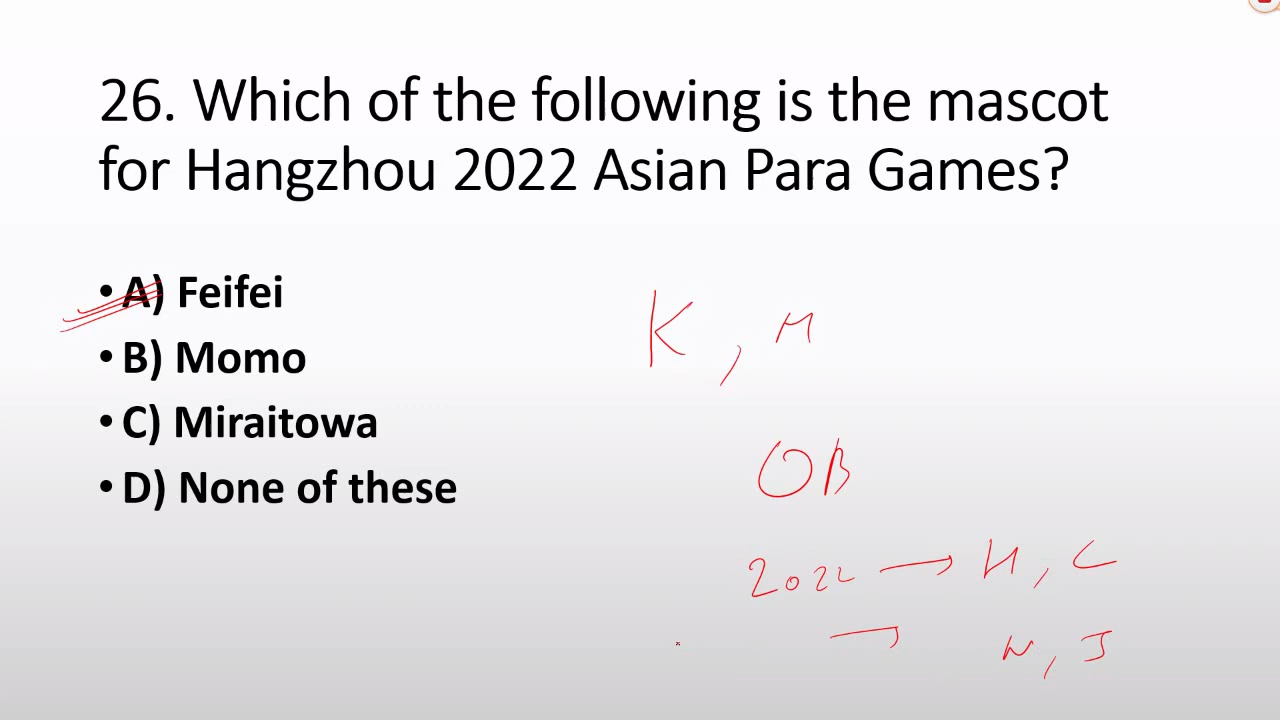 26. Which of the following is the mascot
for Hangzhou 2022 Asian Para Games?
• A) Feifei
• B) Momo
• C) Miraitowa
• D) None of these
K, M
OB
2022 → H, C
→ N, J